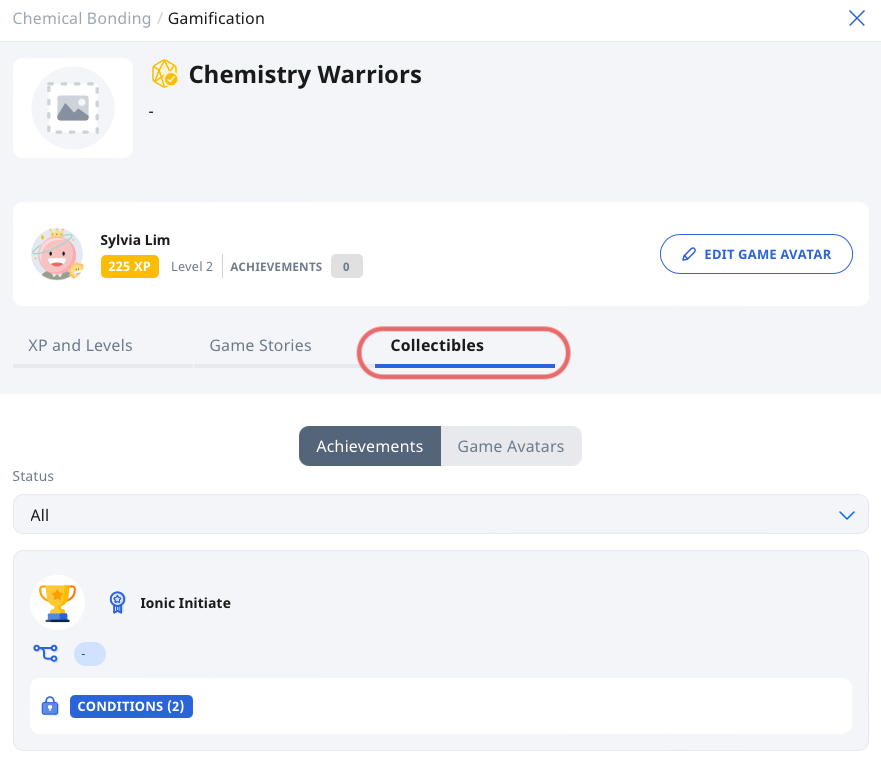 Chemical Bonding / Gamification
Chemistry Warriors
-
Sylvia Lim
225 XP Level 2 ACHIEVEMENTS 0
EDIT GAME AVATAR
XP and Levels Game Stories Collectibles
Achievements Game Avatars
Status
All
Ionic Initiate
-
CONDITIONS (2)